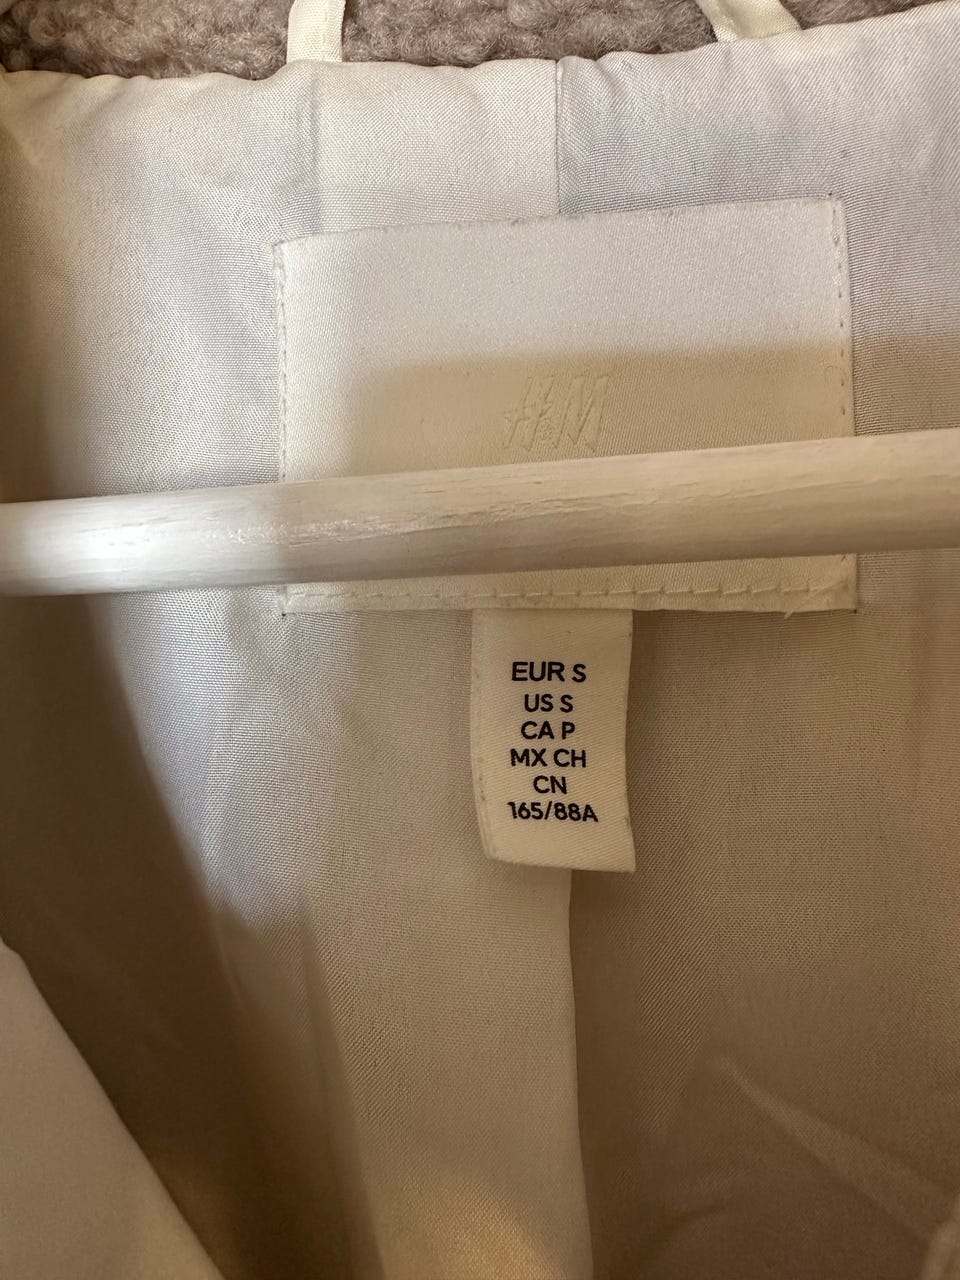 H&M
EUR S
US S
CA P
MX CH
CN
165/88A